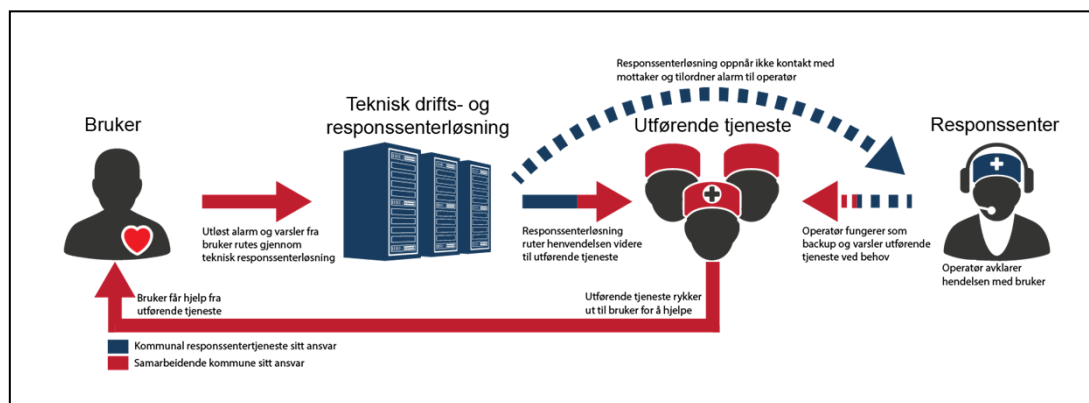 Responssenterløsning oppnår ikke kontakt med
mottaker og tilordner alarm til operatør
Bruker
Teknisk drifts- og
responssenterløsning
Utførende tjeneste
Responssenter
Utløst alarm og varsler fra
bruker rutes gjennom
teknisk responssenterløsning
Responssenterløsning
ruter henvendelsen videre
til utførende tjeneste
Operatør fungerer som
backup og varsler utførende
tjeneste ved behov
Operatør avklarer
hendelsen med bruker
Bruker får hjelp fra
utførende tjeneste
Utførende tjeneste rykker
ut til bruker for å hjelpe
Kommunal responssentertjeneste sitt ansvar
Samarbeidende kommune sitt ansvar